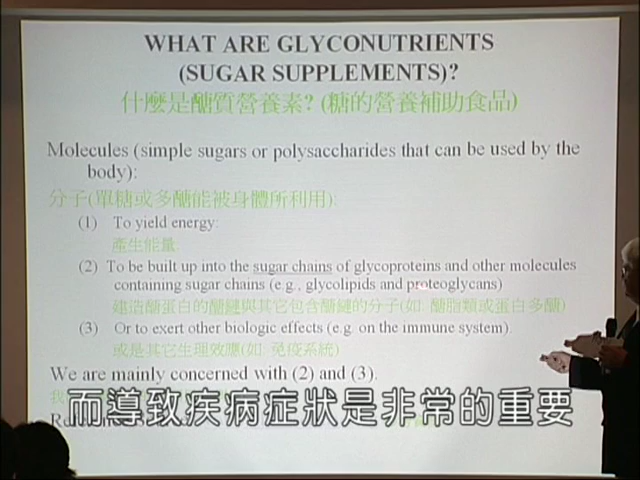 WHAT ARE GLYCONUTRIENTS
(SUGAR SUPPLEMENTS)?
什麼是醣質營養素? (糖的營養補助食品)
Molecules (simple sugars or polysaccharides that can be used by the
body):
分子(單糖或多醣能被身體所利用):
(1) To yield energy:
產生能量
(2) To be built up into the sugar chains of glycoproteins and other molecules
containing sugar chains (e.g., glycolipids and proteoglycans)
建造醣蛋白的醣鏈與其它包含醣鏈的分子(如: 醣脂類或蛋白多醣)
(3) Or to exert other biologic effects (e.g. on the immune system).
或是其它生理效應(如: 免疫系統)
We are mainly concerned with (2) and (3).
我
而導致疾病症狀是非常的重要